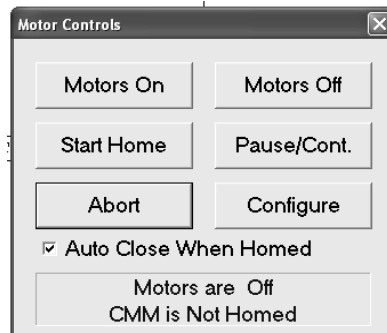 Motor Controls
Motors On Motors Off
Start Home Pause/Cont.
Abort Configure
Auto Close When Homed
Motors are Off
CMM is Not Homed